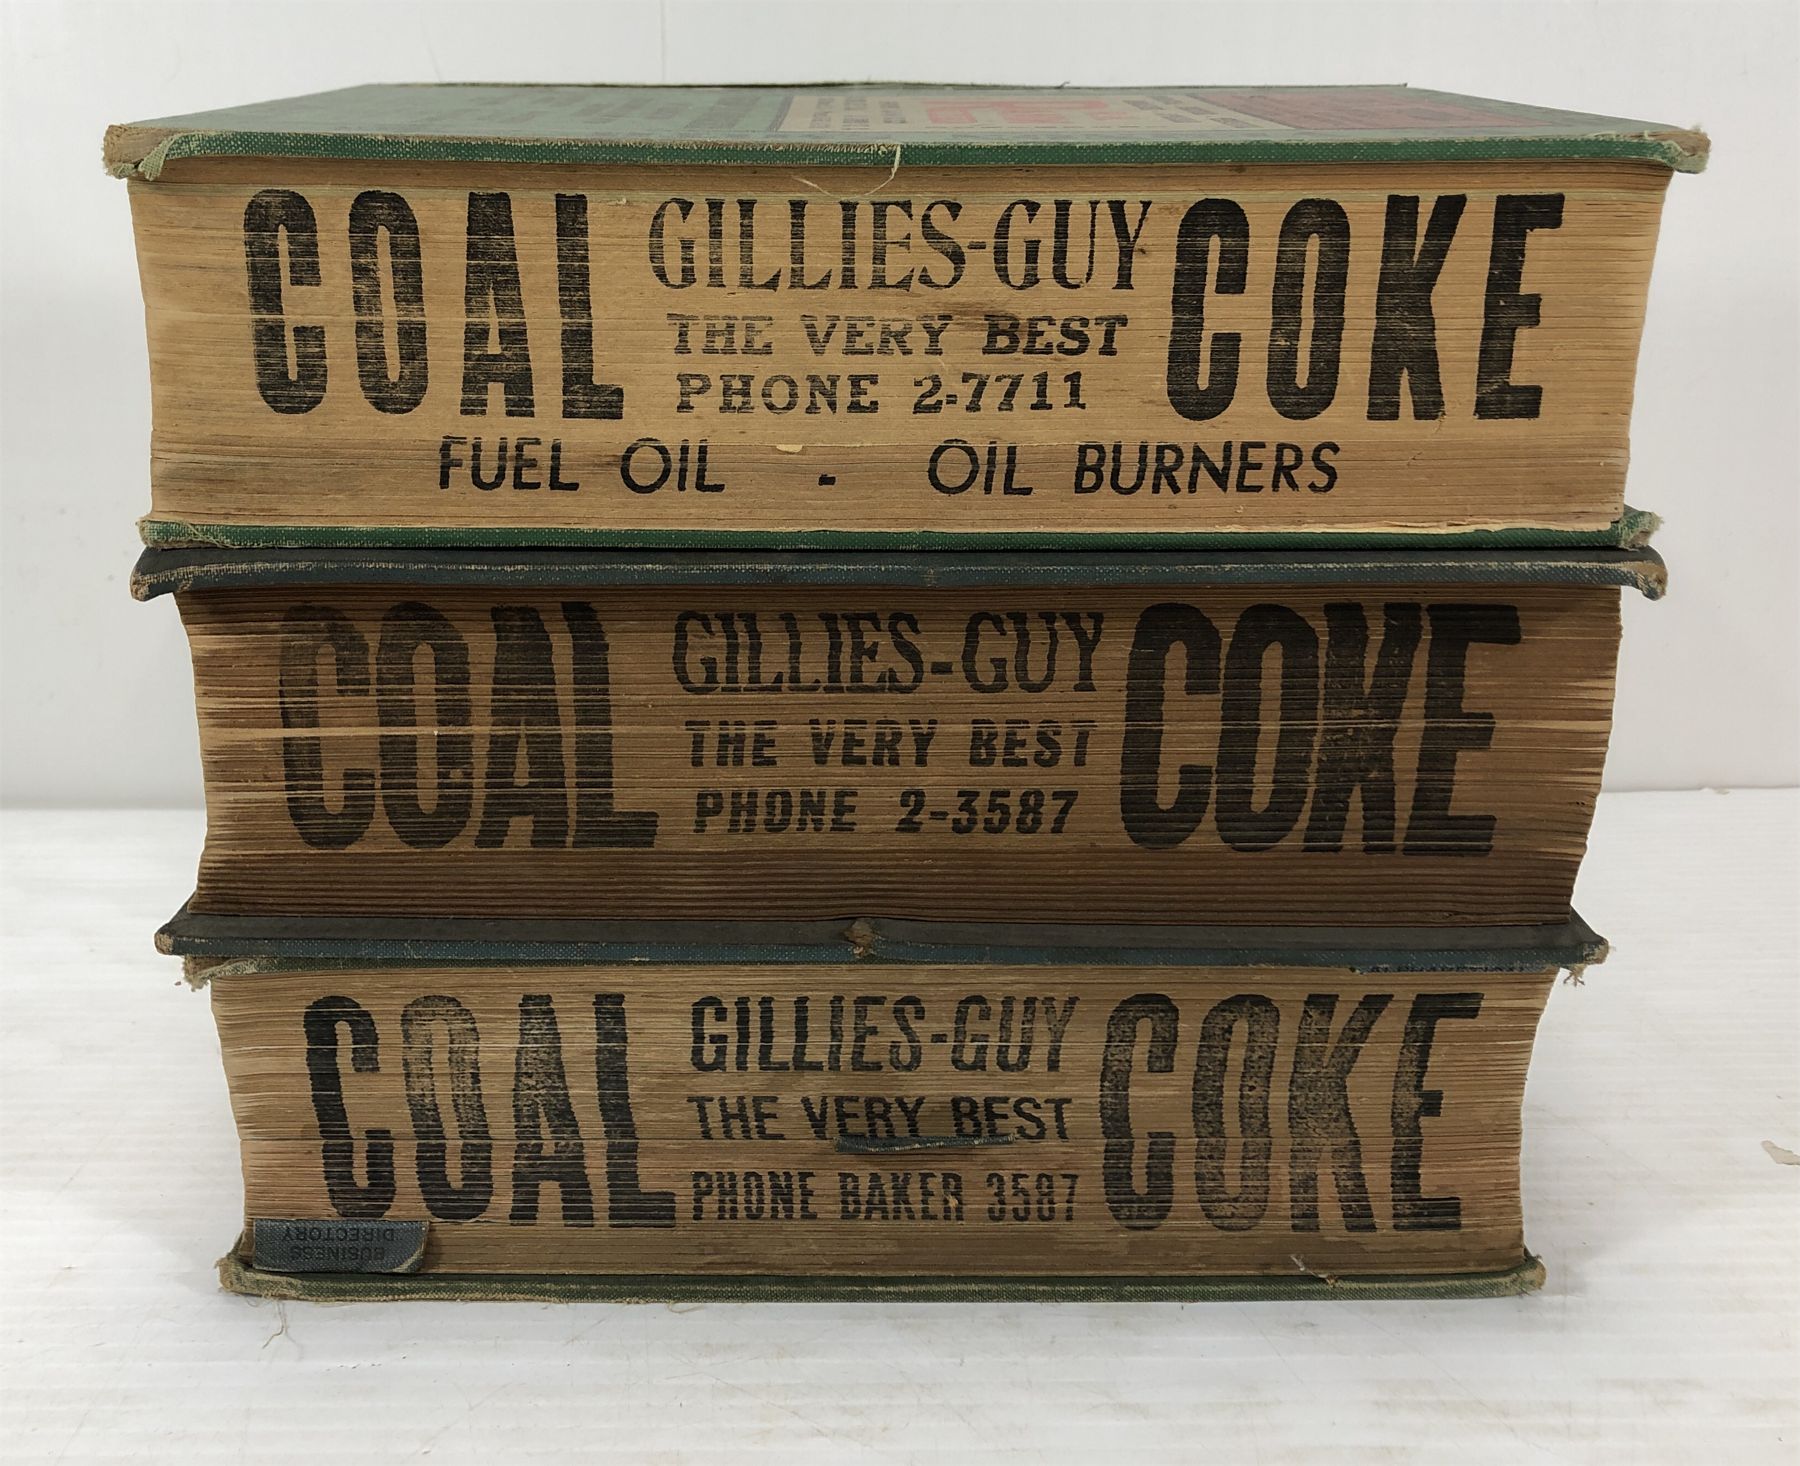 COAL GILLIES-GUY COKE
THE VERY BEST
PHONE 2-7711
FUEL OIL - OIL BURNERS
COAL GILLIES-GUY COKE
THE VERY BEST
PHONE 2-3587
COAL GILLIES-GUY COKE
THE VERY BEST
PHONE BAKER 3587
BUSINESS
DIRECTORY